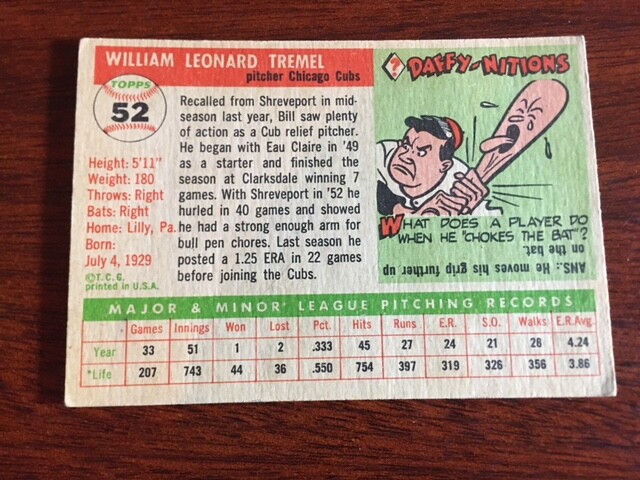 WILLIAM LEONARD TREMEL
pitcher Chicago Cubs
TOPPS
52
Height: 5'11"
Weight: 180
Throws: Right
Bats: Right
Home: Lilly, Pa.
Born:
July 4, 1929
©T.C.G.
printed in U.S.A.
Recalled from Shreveport in mid-
season last year, Bill saw plenty
of action as a Cub relief pitcher.
He began with Eau Claire in '49
as a starter and finished the
season at Clarksdale winning 7
games. With Shreveport in '52 he
hurled in 40 games and showed
he had a strong enough arm for
bull pen chores. Last season he
posted a 1.25 ERA in 22 games
before joining the Cubs.
? DAFFY-NITIONS
WHAT DOES A PLAYER DO
WHEN HE "CHOKES THE BAT"?
ANS.: He moves his grip further up
on the bat
MAJOR & MINOR LEAGUE PITCHING RECORDS
Games Innings Won Lost Pct. Hits Runs E.R. S.O. Walks E.R.Avg.
Year 33 51 1 2 .333 45 27 24 21 28 4.24
*Life 207 743 44 36 .550 754 397 319 326 356 3.86